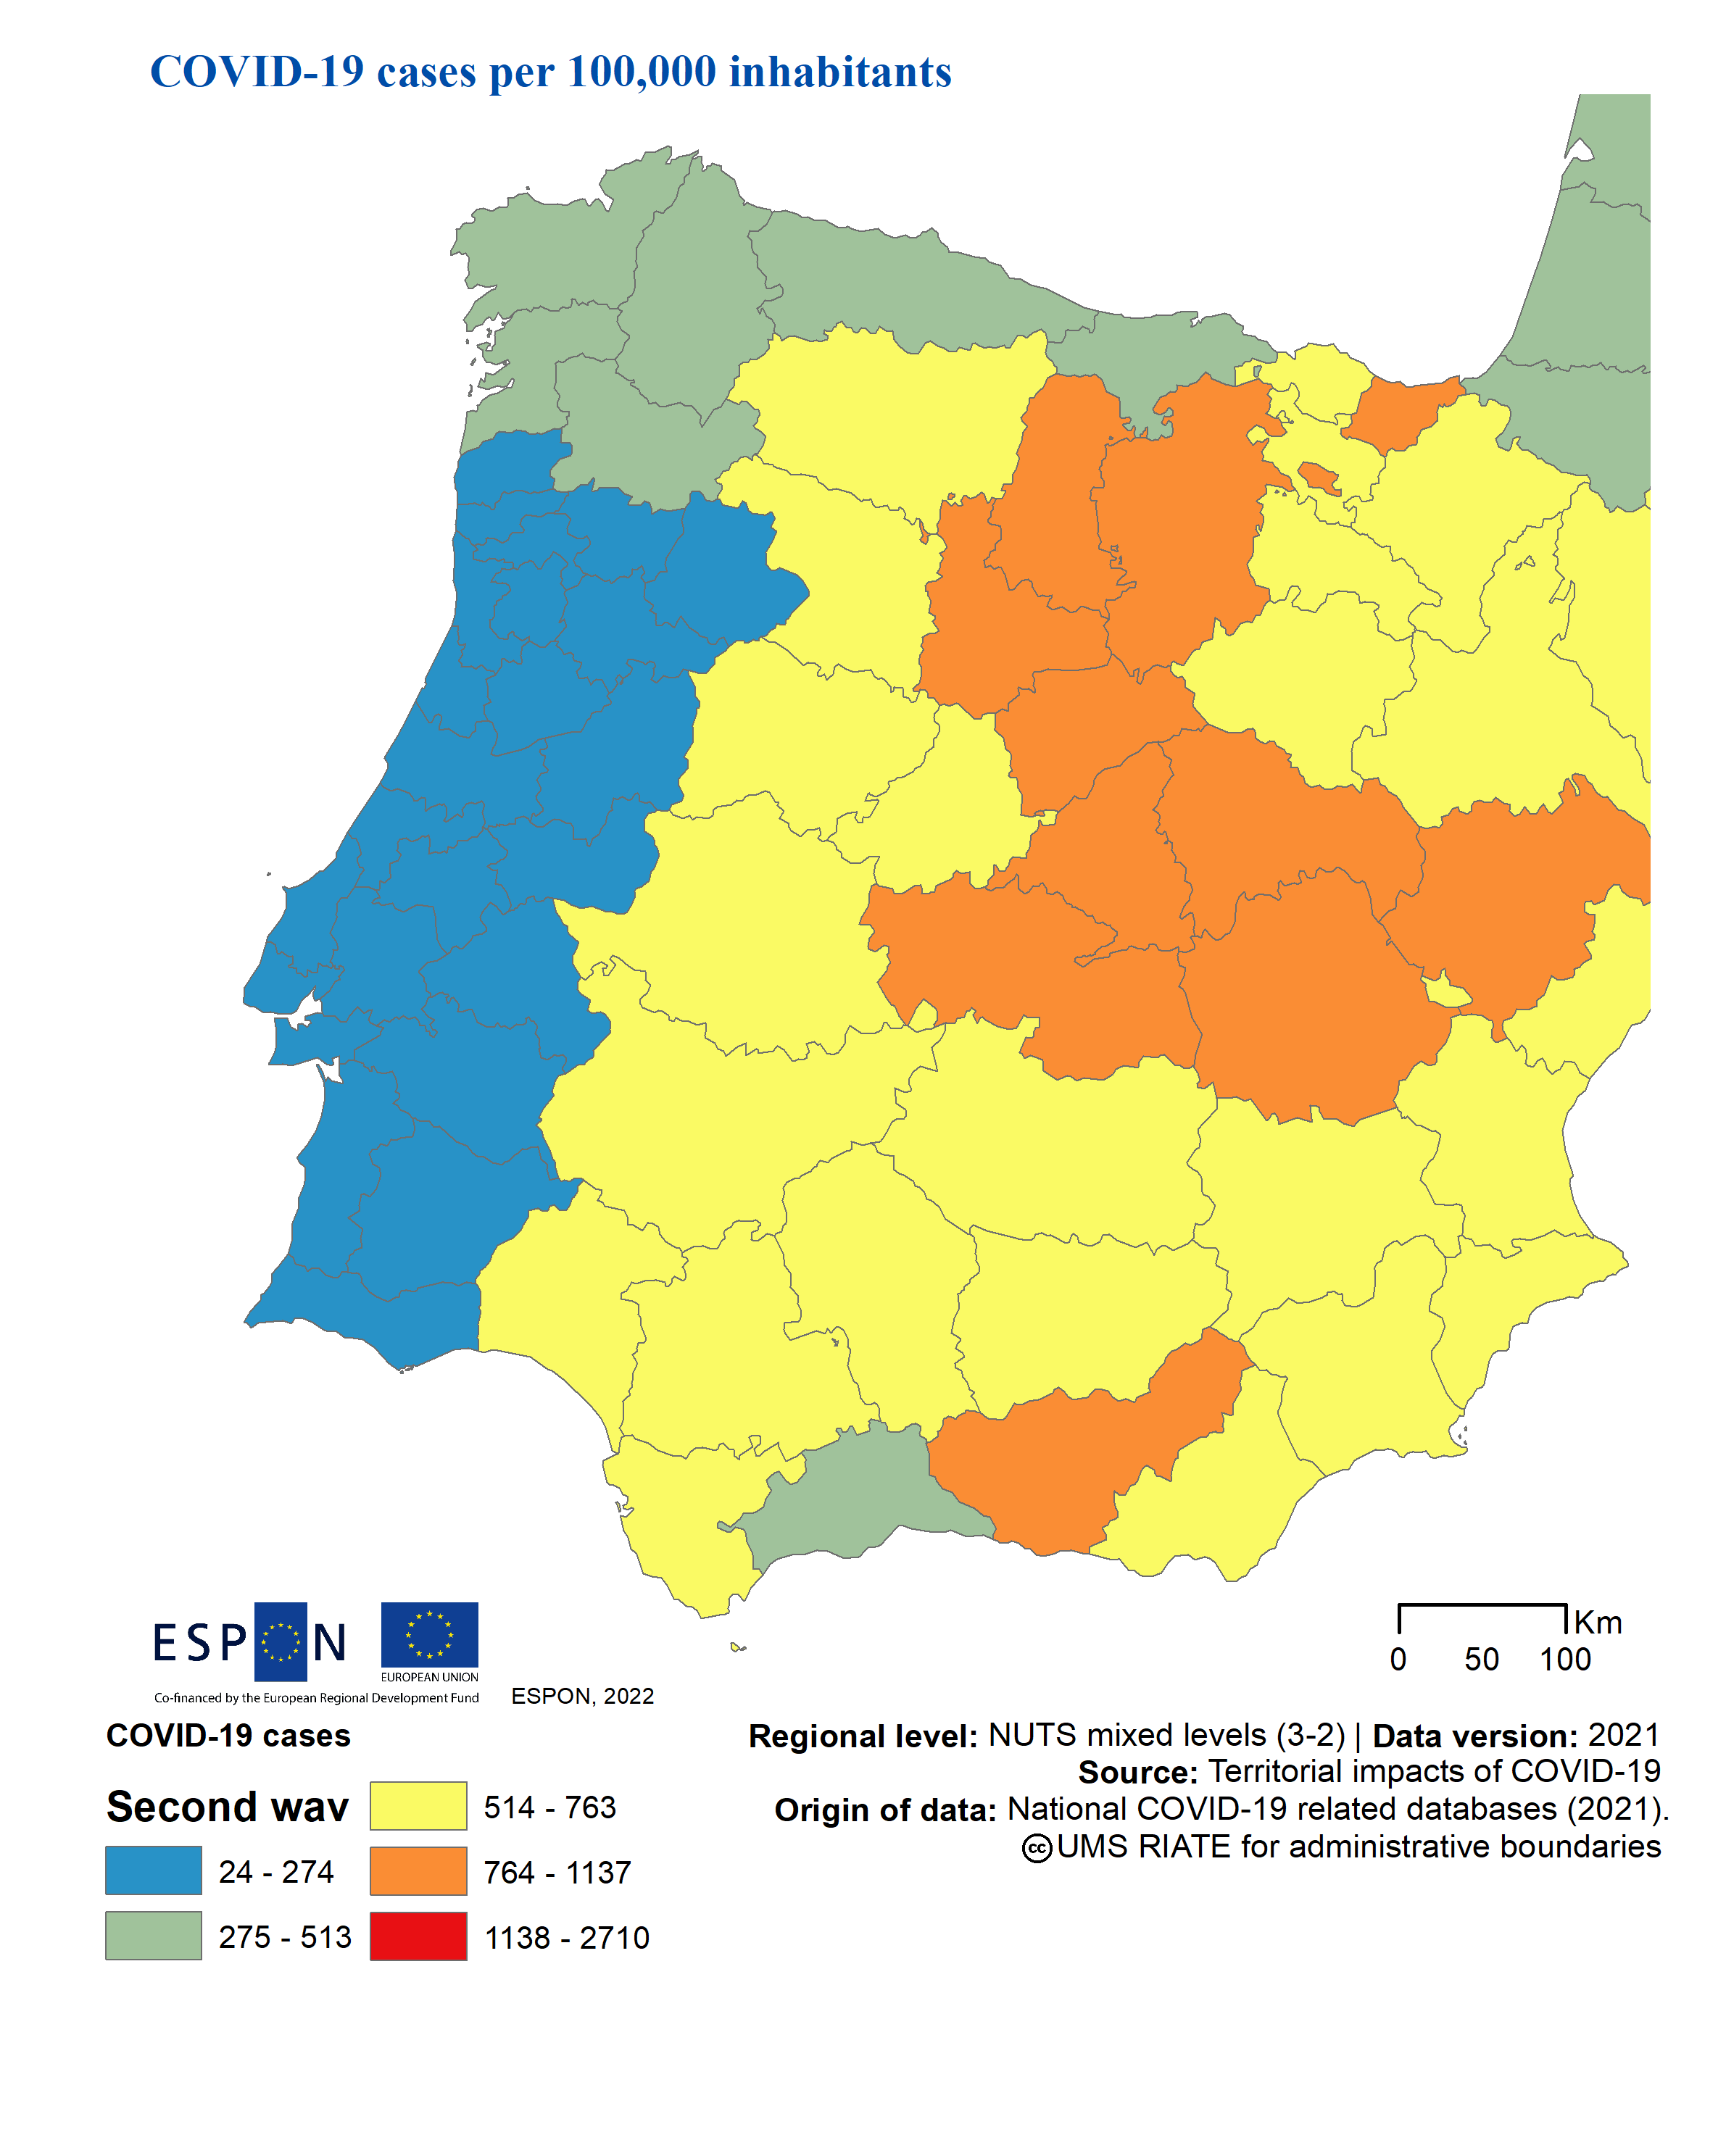 COVID-19 cases per 100,000 inhabitants
ESPON
EUROPEAN UNION
Co-financed by the European Regional Development Fund
ESPON, 2022
Km
0 50 100
COVID-19 cases
Second wav
24 - 274
275 - 513
514 - 763
764 - 1137
1138 - 2710
Regional level: NUTS mixed levels (3-2) | Data version: 2021
Source: Territorial impacts of COVID-19
Origin of data: National COVID-19 related databases (2021).
cc UMS RIATE for administrative boundaries